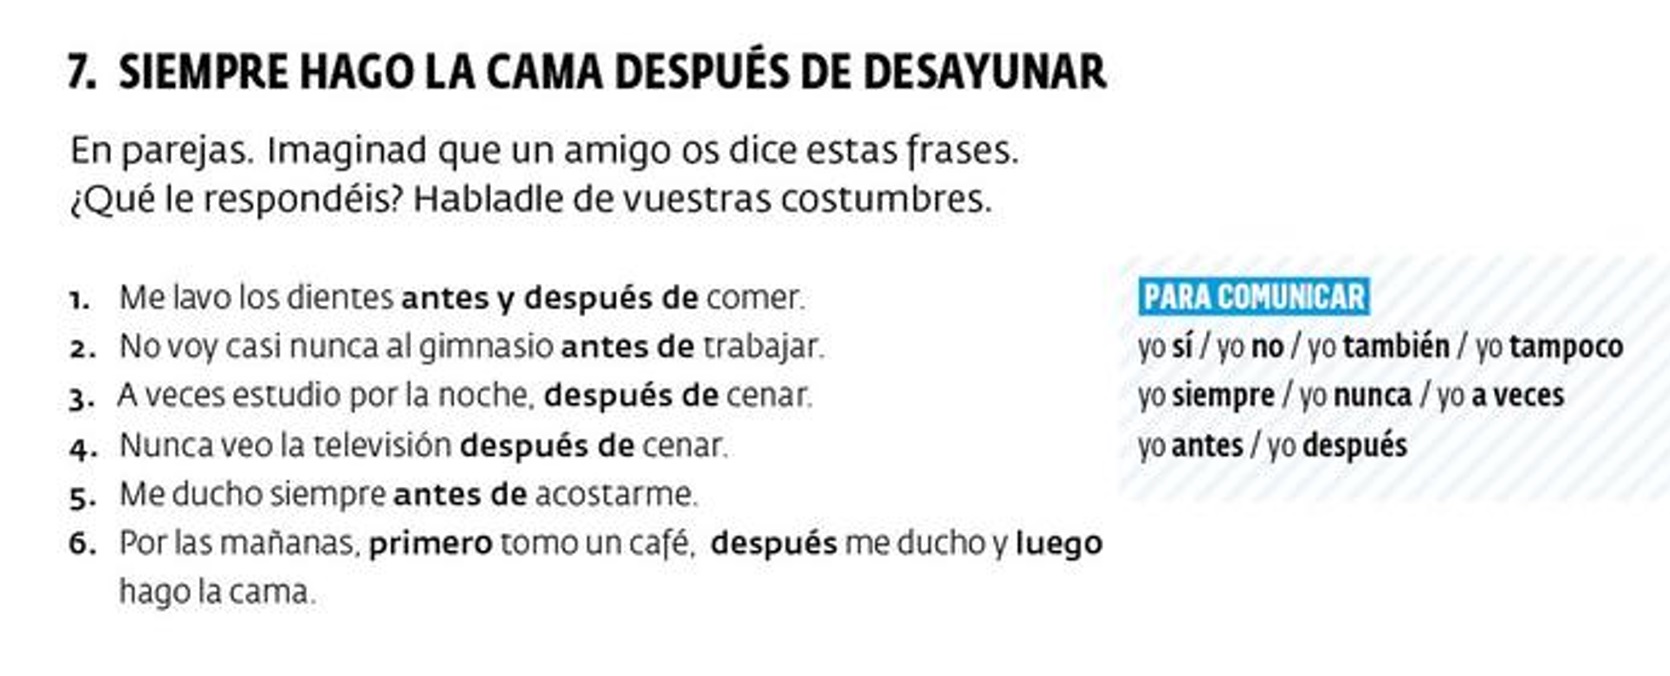 7. SIEMPRE HAGO LA CAMA DESPUÉS DE DESAYUNAR
En parejas. Imaginad que un amigo os dice estas frases.
¿Qué le respondéis? Habladle de vuestras costumbres.
1. Me lavo los dientes antes y después de comer.
2. No voy casi nunca al gimnasio antes de trabajar.
3. A veces estudio por la noche, después de cenar.
4. Nunca veo la televisión después de cenar.
5. Me ducho siempre antes de acostarme.
6. Por las mañanas, primero tomo un café, después me ducho y luego
hago la cama.
PARA COMUNICAR
yo sí / yo no / yo también / yo tampoco
yo siempre / yo nunca / yo a veces
yo antes / yo después